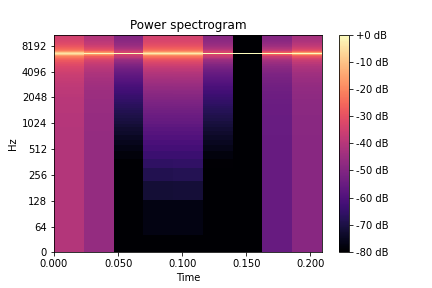 Power spectrogram
Hz
8192
4096
2048
1024
512
256
128
64
0
0.000 0.050 0.100 0.150 0.200
Time
+0 dB
-10 dB
-20 dB
-30 dB
-40 dB
-50 dB
-60 dB
-70 dB
-80 dB